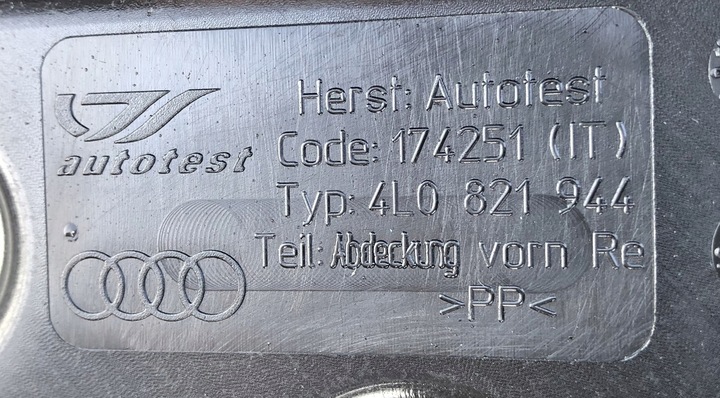 Herst: Autotest
autotest
Code: 174251 (IT)
Typ: 4L0 821 944
Teil: Abdeckung vorn Re
>PP<